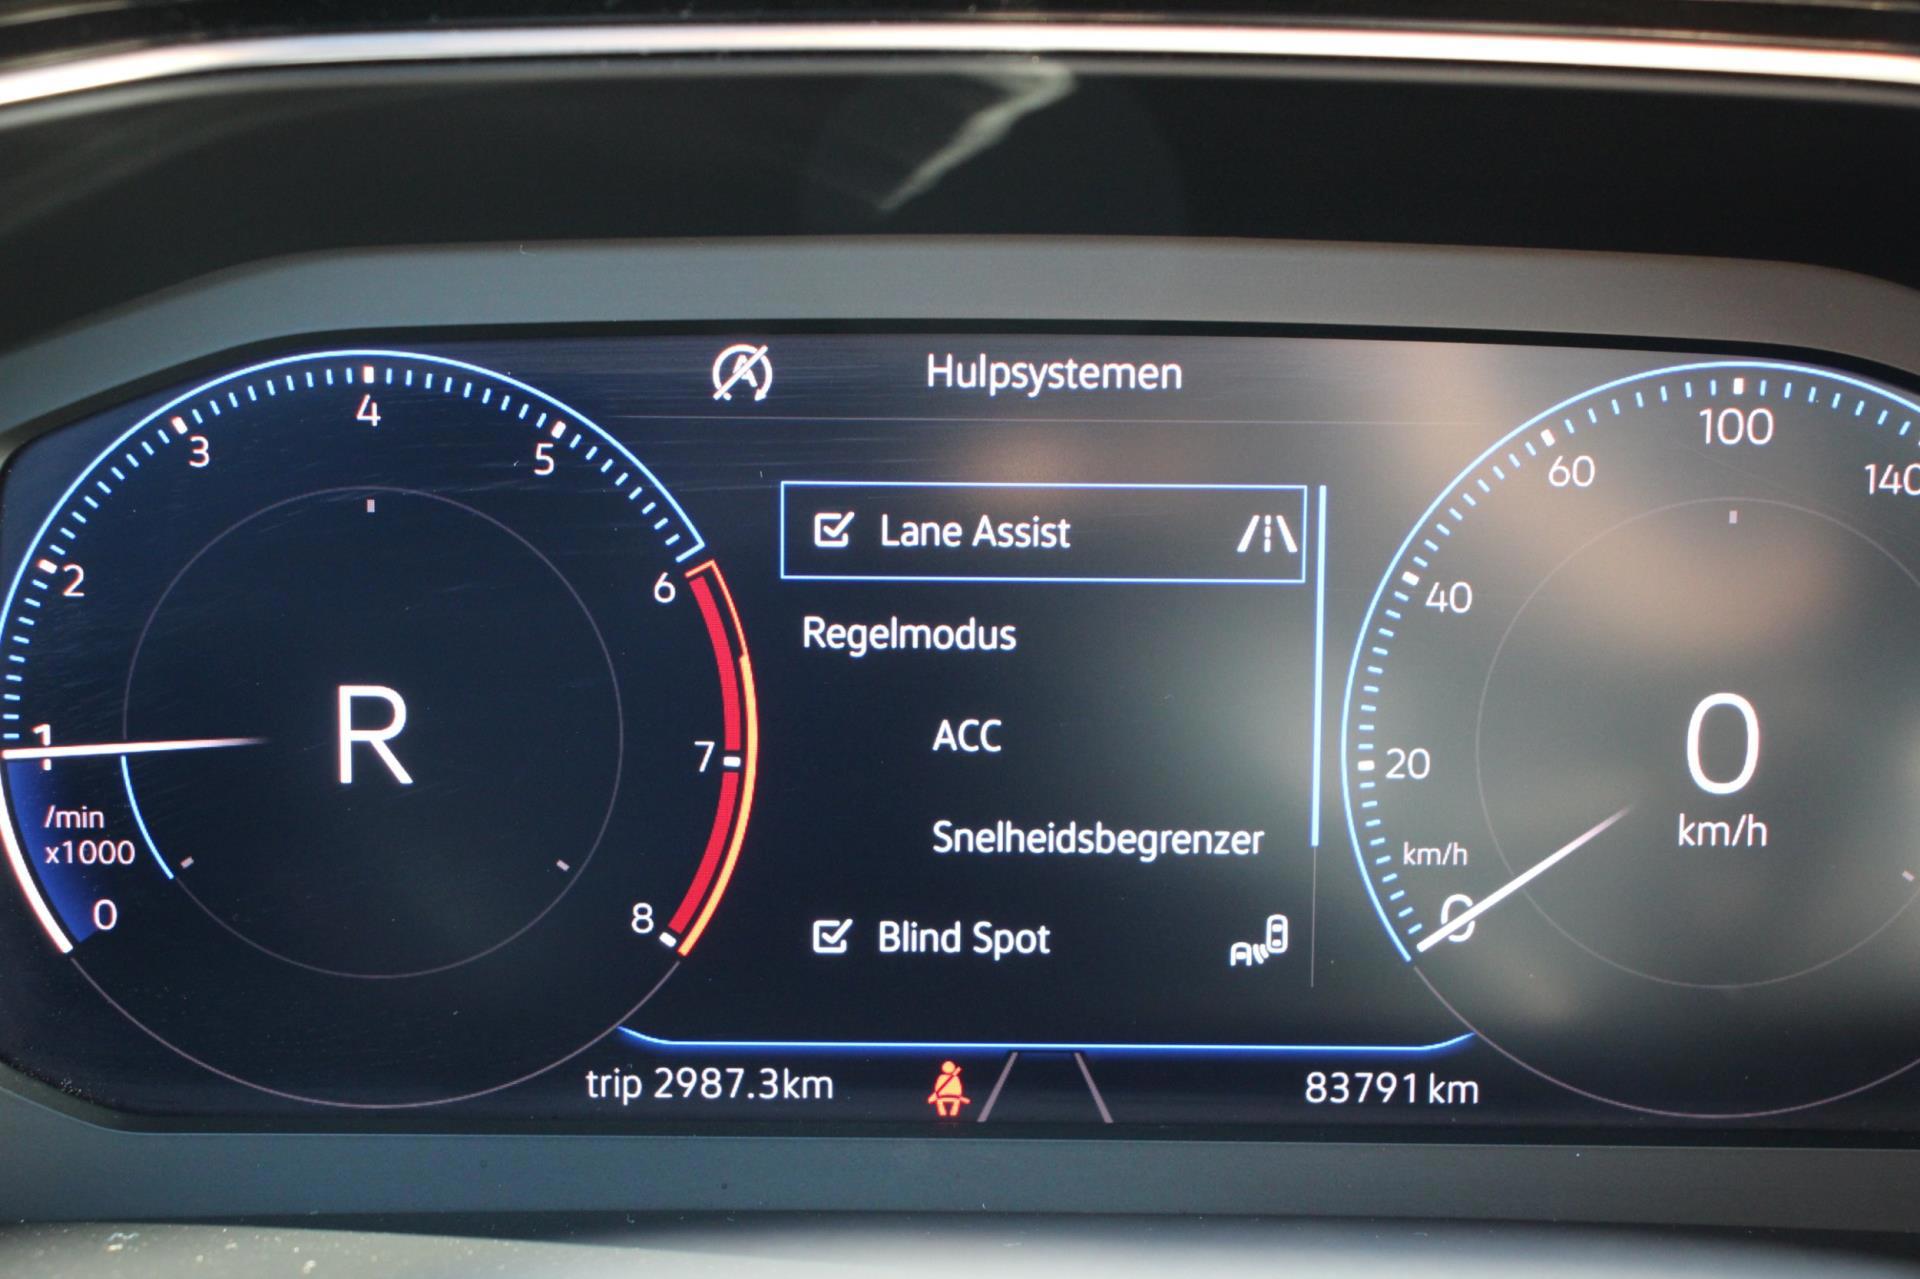 Hulpsystemen
Lane Assist
Regelmodus
ACC
Snelheidsbegrenzer
Blind Spot
0
1
2
3
4
5
6
7
8
/min
x1000
R
0
20
40
60
100
140
km/h
0
km/h
trip 2987.3km
83791 km